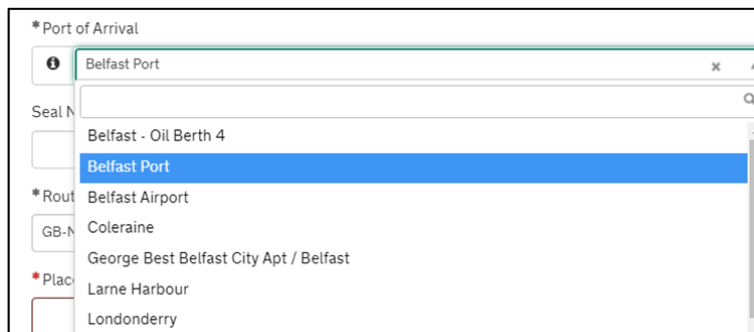 *Port of Arrival
Belfast Port
Seal N
Belfast - Oil Berth 4
Belfast Port
*Rout
Belfast Airport
GB-N
Coleraine
George Best Belfast City Apt / Belfast
*Plac
Larne Harbour
Londonderry